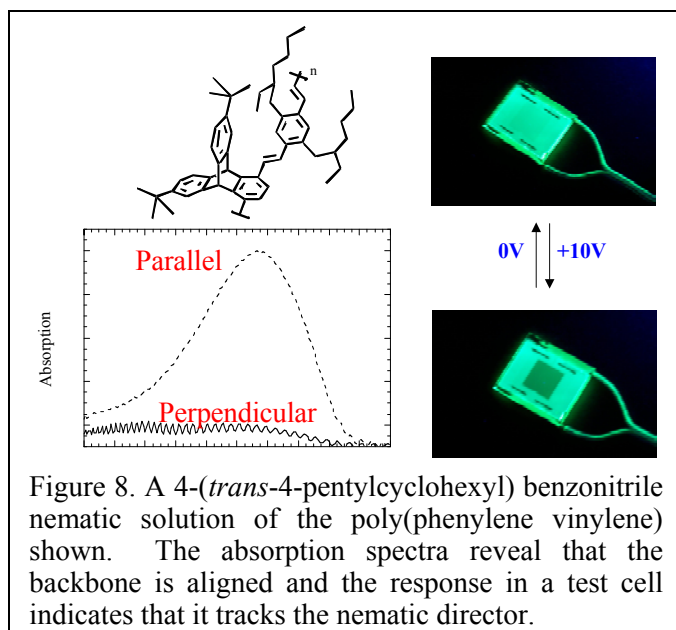 n
Parallel
Absorption
Perpendicular
0V
+10V
Figure 8. A 4-(trans-4-pentylcyclohexyl) benzonitrile
nematic solution of the poly(phenylene vinylene)
shown. The absorption spectra reveal that the
backbone is aligned and the response in a test cell
indicates that it tracks the nematic director.